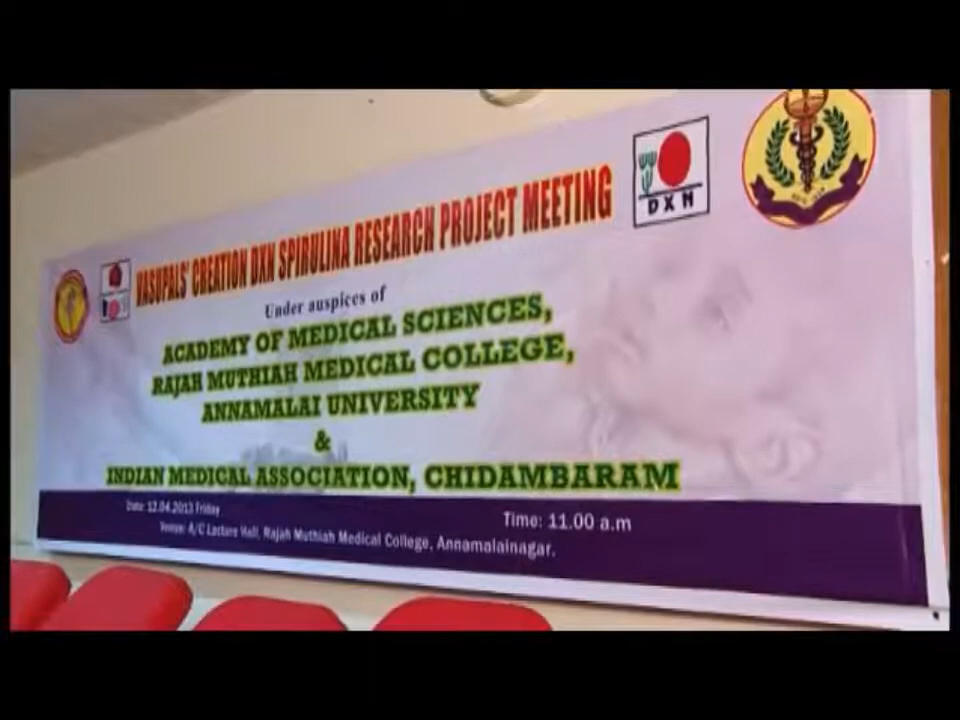 VASUPALS' CREATION DXN SPIRULINA RESEARCH PROJECT MEETING
DXN
Under auspices of
ACADEMY OF MEDICAL SCIENCES,
RAJAH MUTHIAH MEDICAL COLLEGE,
ANNAMALAI UNIVERSITY
&
INDIAN MEDICAL ASSOCIATION, CHIDAMBARAM
Date: 12.04.2013 Friday
Time: 11.00 a.m
Venue: A/C Lecture Hall, Rajah Muthiah Medical College, Annamalainagar.